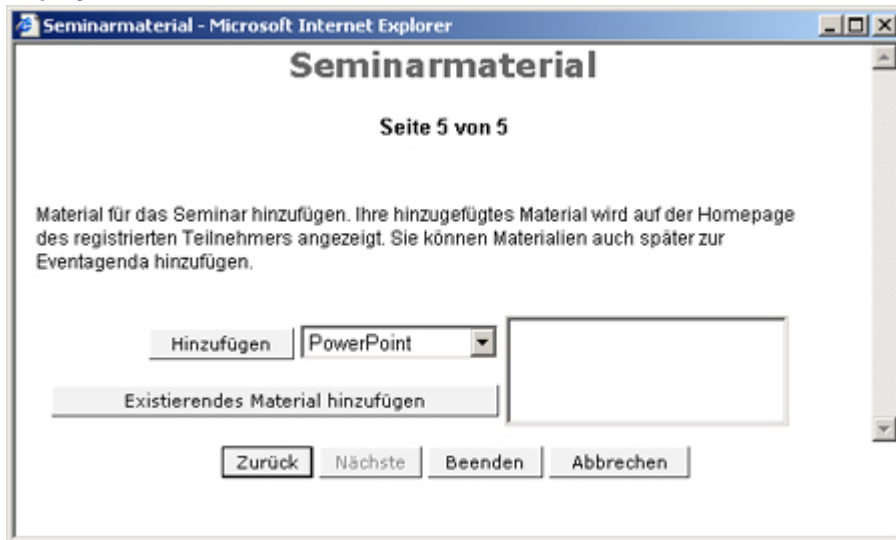 Seminarmaterial - Microsoft Internet Explorer
Seminarmaterial
Seite 5 von 5
Material für das Seminar hinzufügen. Ihre hinzugefügtes Material wird auf der Homepage
des registrierten Teilnehmers angezeigt. Sie können Materialien auch später zur
Eventagenda hinzufügen.
Hinzufügen PowerPoint
Existierendes Material hinzufügen
Zurück Nächste Beenden Abbrechen